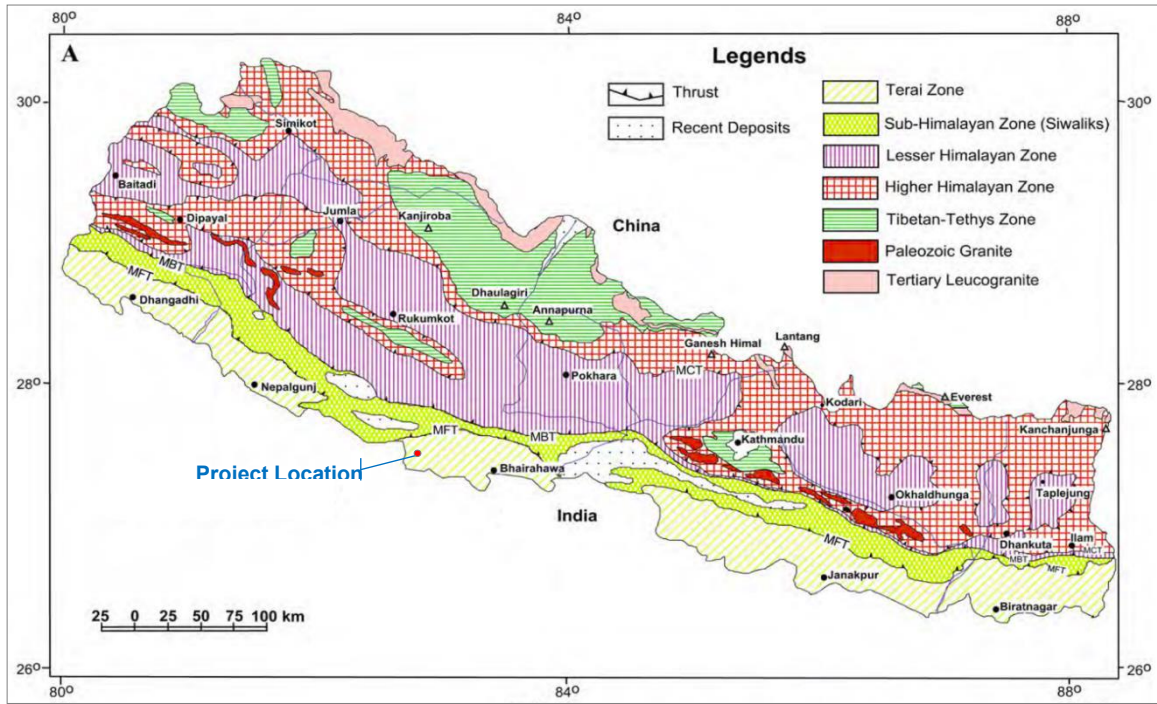 80°
84°
88°
A
Legends
Thrust
Recent Deposits
Terai Zone
Sub-Himalayan Zone (Siwaliks)
Lesser Himalayan Zone
Higher Himalayan Zone
Tibetan-Tethys Zone
Paleozoic Granite
Tertiary Leucogranite
30°
30°
Simikot
Baitadi
Dipayal
Jumla
Kanjiroba
China
MBT
MFT
Dhangadhi
Dhaulagiri
Annapurna
Rukumkot
Ganesh Himal
Lantang
28°
28°
Nepalgunj
Pokhara
MCT
Kodari
Everest
Kanchanjunga
MFT
MBT
Kathmandu
Project Location
Bhairahawa
Okhaldhunga
Taplejung
India
MFT
Dhankuta
Ilam
MCT
MBT
MFT
Janakpur
Biratnagar
25 0 25 50 75 100 km
26°
26°
80°
84°
88°